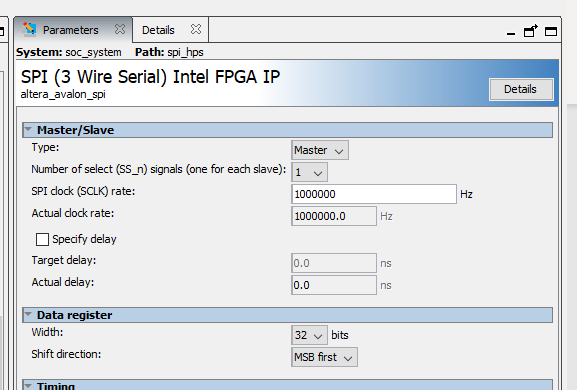 Parameters
Details
System: soc_system Path: spi_hps
SPI (3 Wire Serial) Intel FPGA IP
altera_avalon_spi
Details
Master/Slave
Type: Master
Number of select (SS_n) signals (one for each slave): 1
SPI clock (SCLK) rate: 1000000 Hz
Actual clock rate: 1000000.0 Hz
Specify delay
Target delay: 0.0 ns
Actual delay: 0.0 ns
Data register
Width: 32 bits
Shift direction: MSB first
Timing